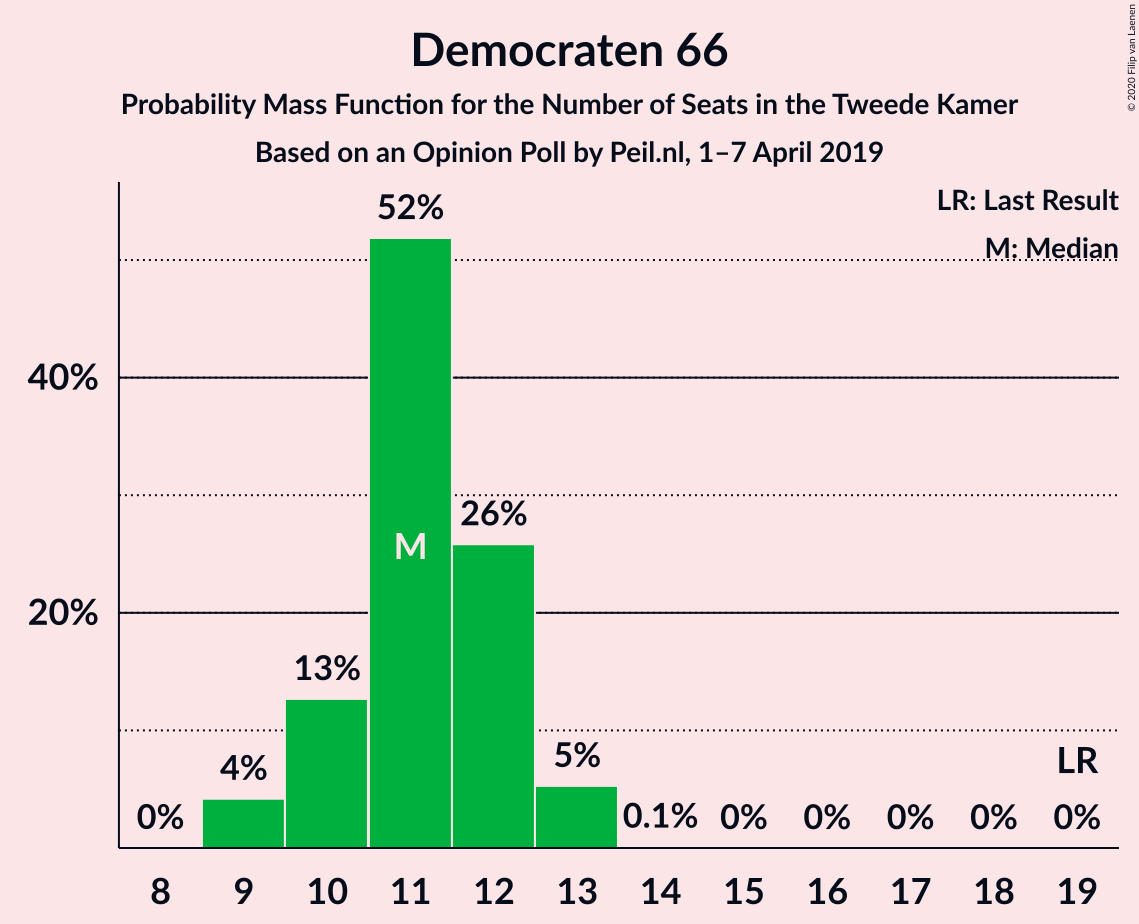 Democraten 66
Probability Mass Function for the Number of Seats in the Tweede Kamer
Based on an Opinion Poll by Peil.nl, 1–7 April 2019
© 2020 Filip van Laenen
LR: Last Result
M: Median
40%
20%
0%
4%
13%
52%
M
26%
5%
0.1%
0%
0%
0%
0%
LR
0%
8 9 10 11 12 13 14 15 16 17 18 19